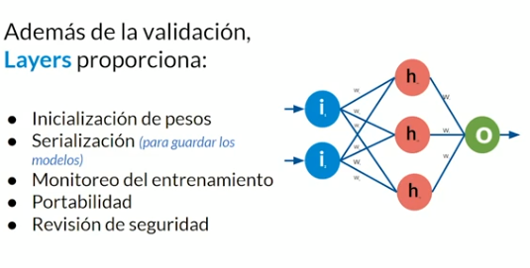 Además de la validación,
Layers proporciona:
● Inicialización de pesos
● Serialización (para guardar los
modelos)
● Monitoreo del entrenamiento
● Portabilidad
● Revisión de seguridad
h
i
h
o
i
h